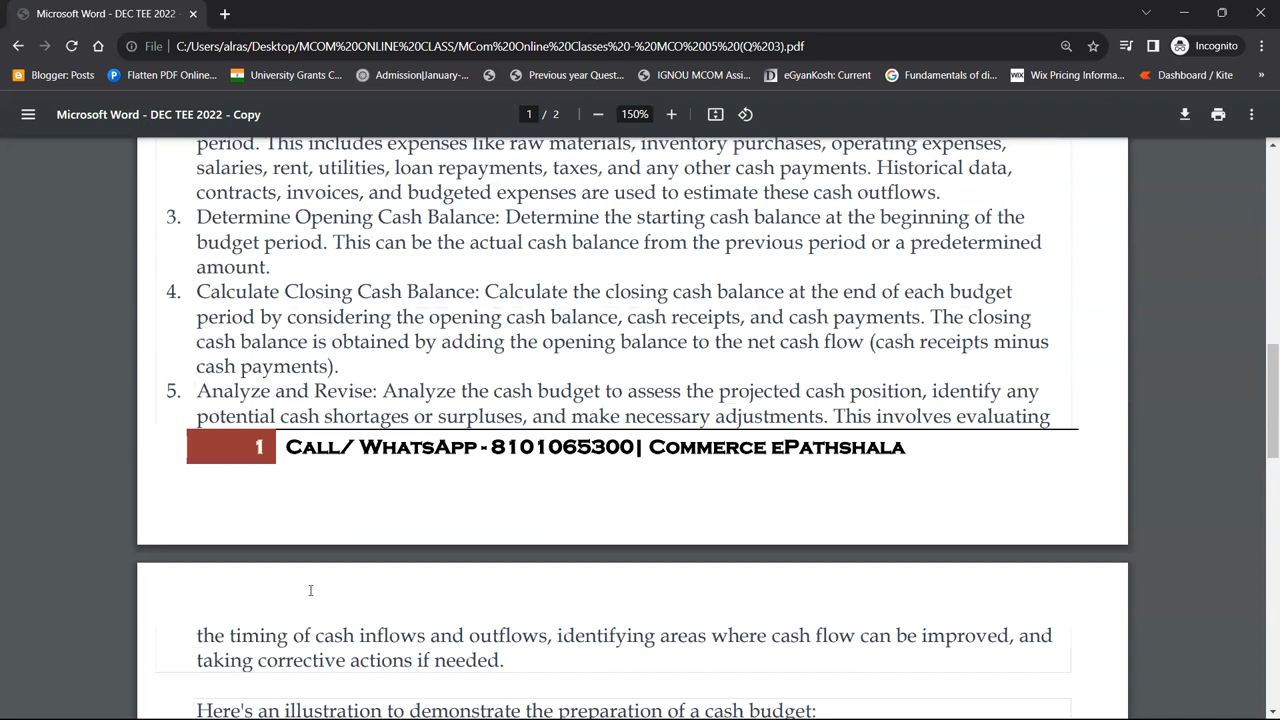 Microsoft Word - DEC TEE 2022 -
File C:/Users/alras/Desktop/MCOM%20ONLINE%20CLASS/MCom%20Online%20Classes%20-%20MCO%2005%20(Q%203).pdf Incognito
Blogger: Posts Flatten PDF Online... University Grants C... Admission|January-... Previous year Quest... IGNOU MCOM Assi... eGyanKosh: Current Fundamentals of di... Wix Pricing Informa... Dashboard / Kite »
Microsoft Word - DEC TEE 2022 - Copy 1 / 2 150%
period. This includes expenses like raw materials, inventory purchases, operating expenses,
salaries, rent, utilities, loan repayments, taxes, and any other cash payments. Historical data,
contracts, invoices, and budgeted expenses are used to estimate these cash outflows.
3. Determine Opening Cash Balance: Determine the starting cash balance at the beginning of the
budget period. This can be the actual cash balance from the previous period or a predetermined
amount.
4. Calculate Closing Cash Balance: Calculate the closing cash balance at the end of each budget
period by considering the opening cash balance, cash receipts, and cash payments. The closing
cash balance is obtained by adding the opening balance to the net cash flow (cash receipts minus
cash payments).
5. Analyze and Revise: Analyze the cash budget to assess the projected cash position, identify any
potential cash shortages or surpluses, and make necessary adjustments. This involves evaluating
1 Call/ WhatsApp - 8101065300| Commerce ePathshala
the timing of cash inflows and outflows, identifying areas where cash flow can be improved, and
taking corrective actions if needed.
Here's an illustration to demonstrate the preparation of a cash budget: